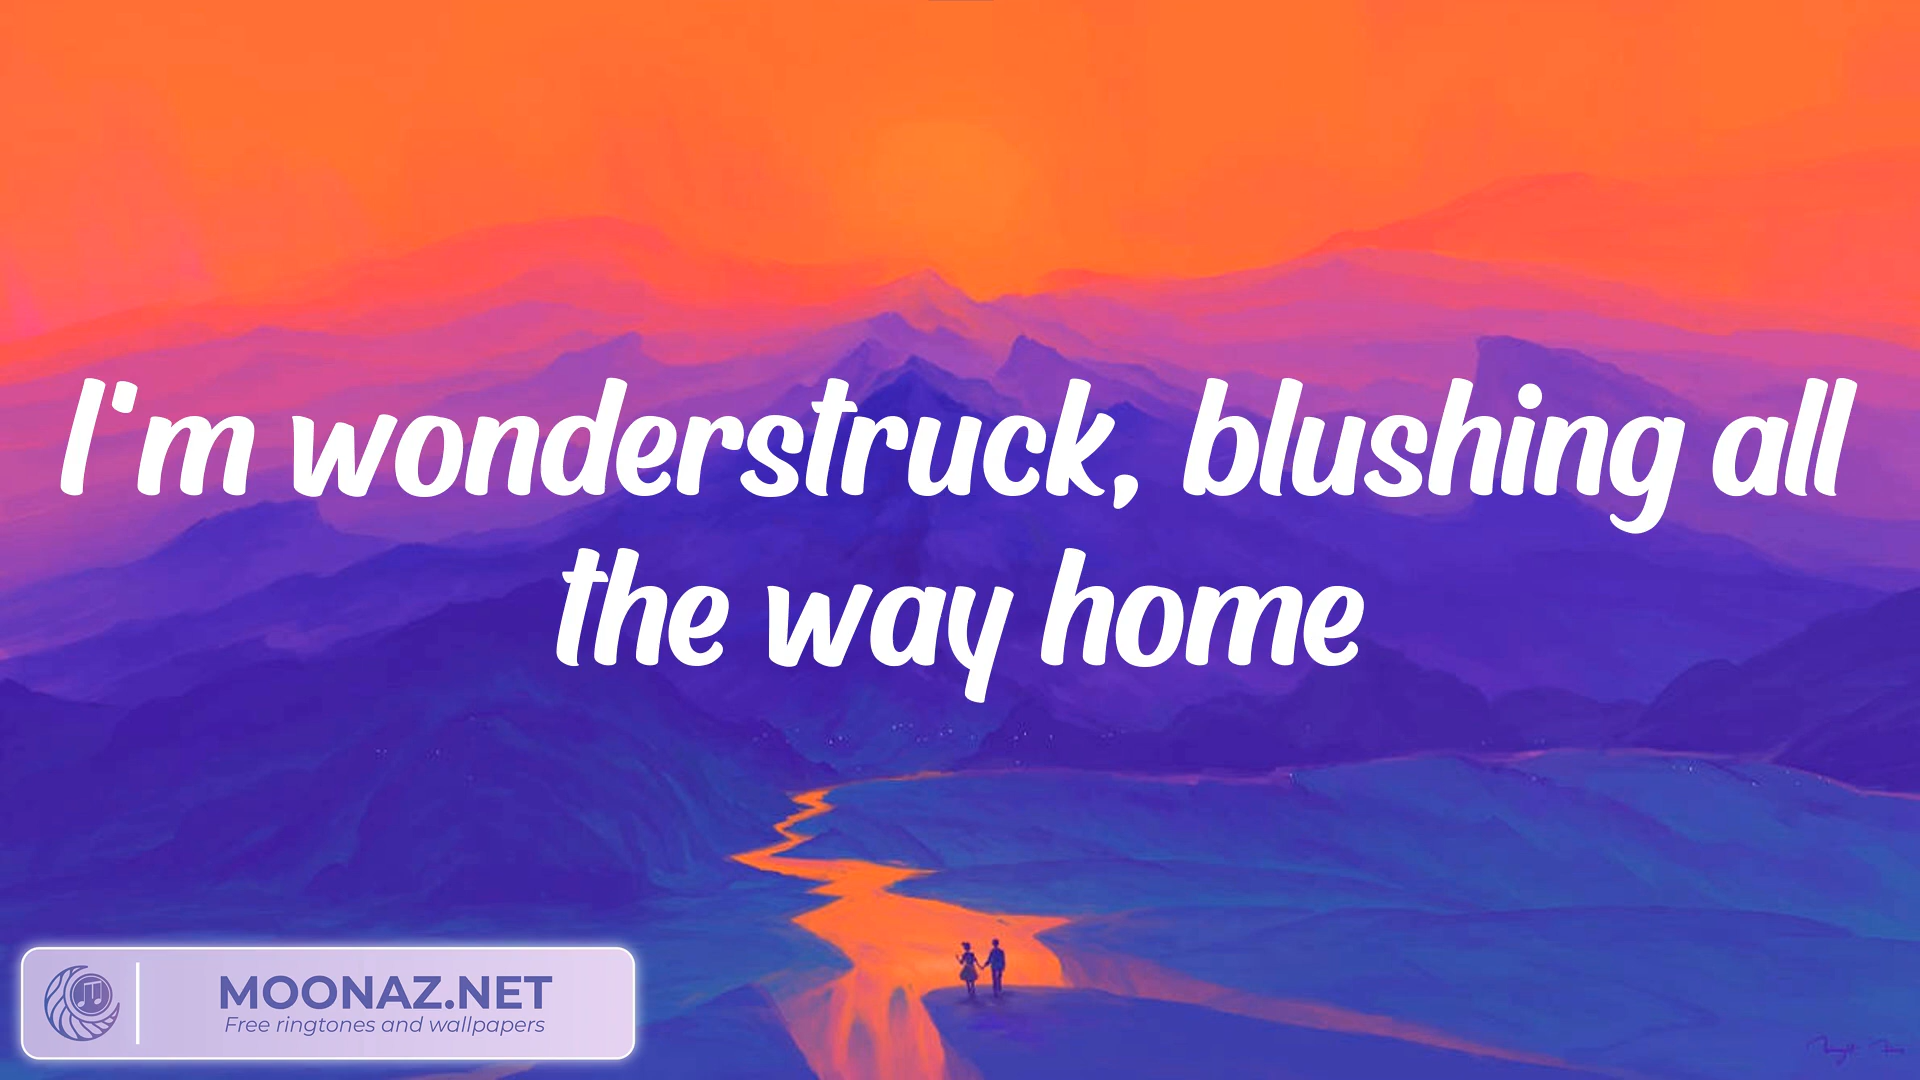 I'm wonderstruck, blushing all
the way home
MOONAZ.NET
Free ringtones and wallpapers